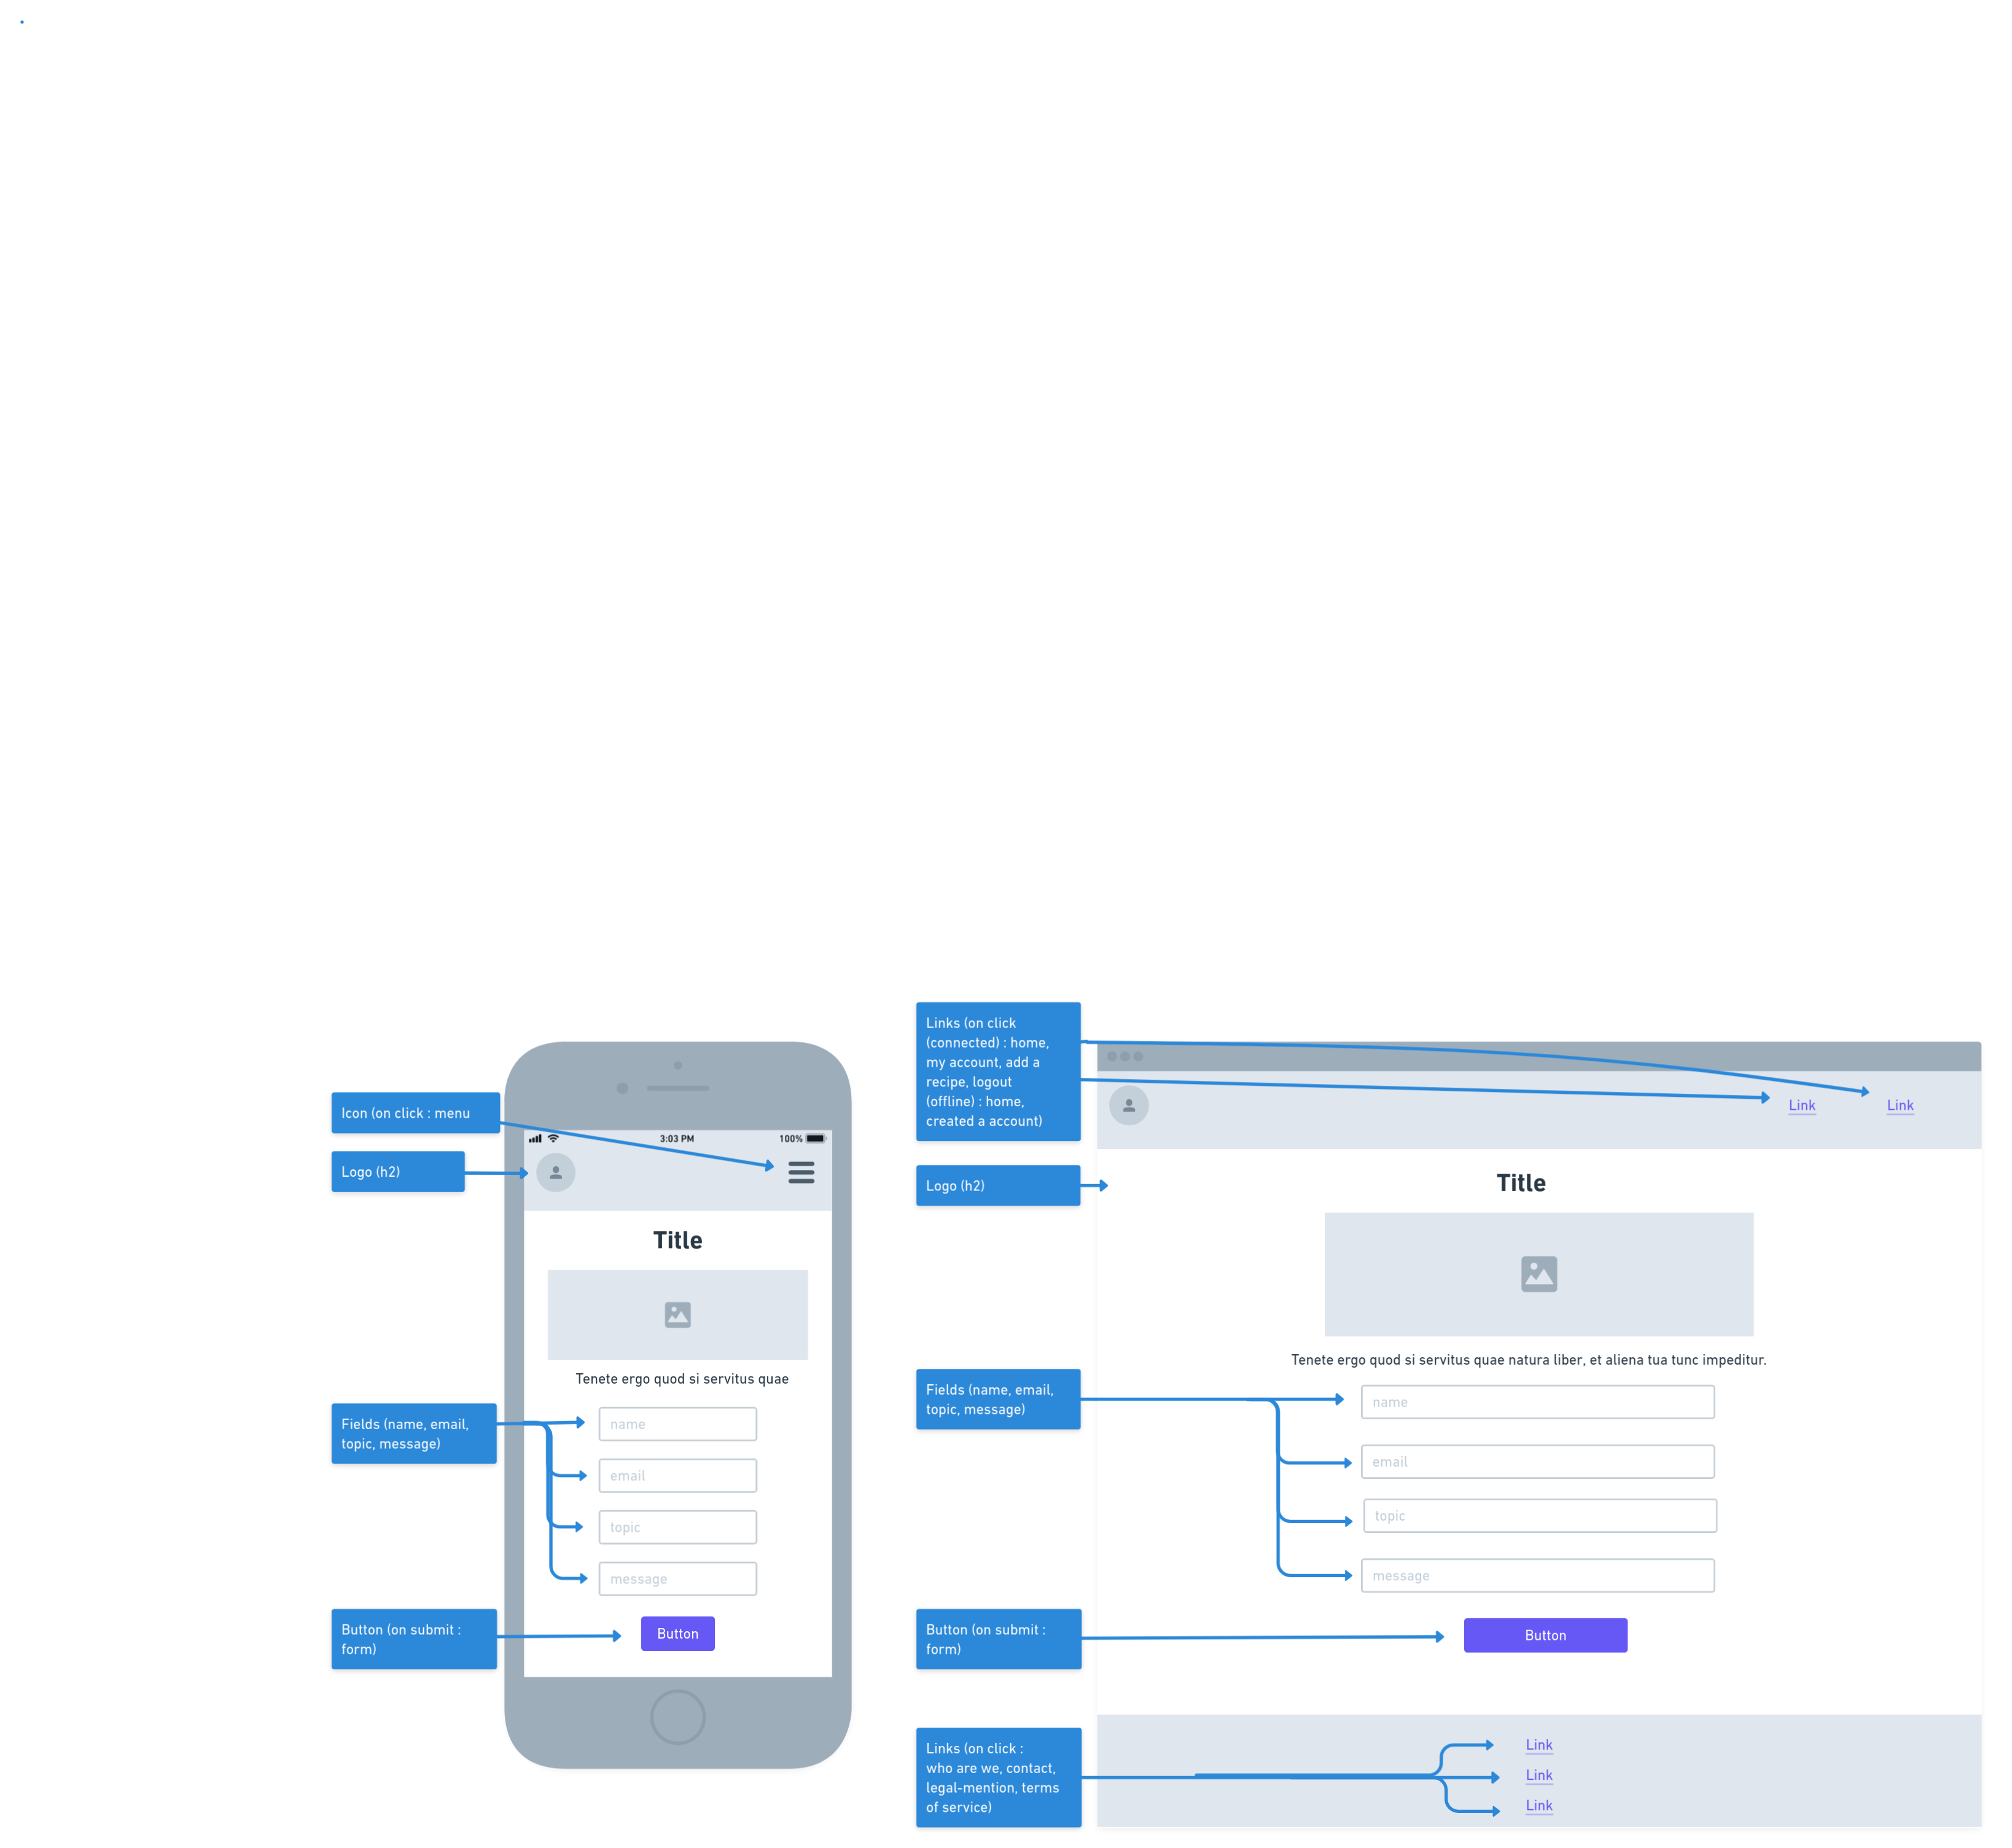 Icon (on click : menu
Logo (h2)
Fields (name, email,
topic, message)
Button (on submit :
form)
3:03 PM
100%
Title
Tenete ergo quod si servitus quae
name
email
topic
message
Button
Links (on click
(connected) : home,
my account, add a
recipe, logout
(offline) : home,
created a account)
Logo (h2)
Fields (name, email,
topic, message)
Button (on submit :
form)
Links (on click :
who are we, contact,
legal-mention, terms
of service)
Link
Link
Title
Tenete ergo quod si servitus quae natura liber, et aliena tua tunc impeditur.
name
email
topic
message
Button
Link
Link
Link